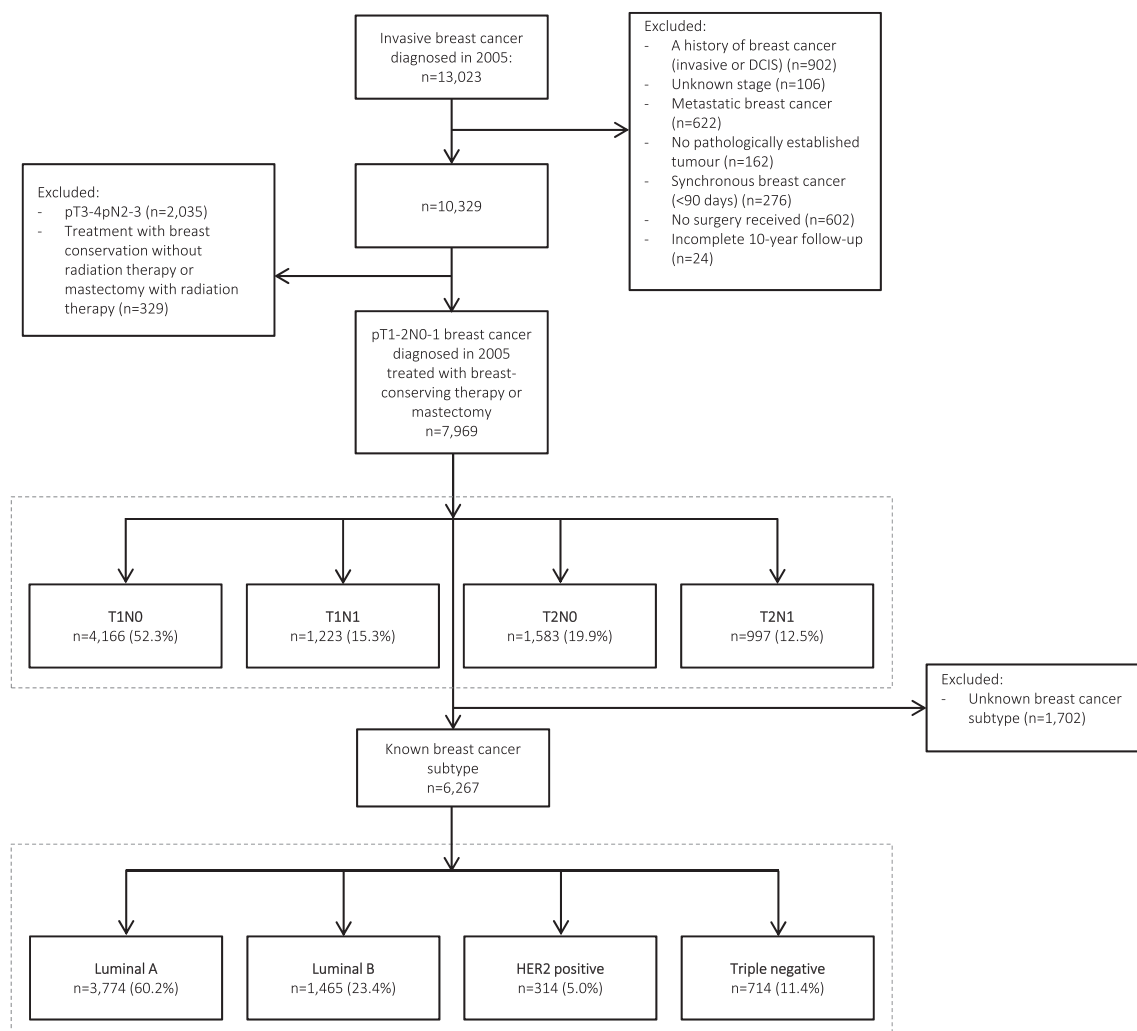 Invasive breast cancer
diagnosed in 2005:
n=13,023
Excluded:
- A history of breast cancer
(invasive or DCIS) (n=902)
- Unknown stage (n=106)
- Metastatic breast cancer
(n=622)
- No pathologically established
tumour (n=162)
- Synchronous breast cancer
(<90 days) (n=276)
- No surgery received (n=602)
- Incomplete 10-year follow-up
(n=24)
n=10,329
Excluded:
- pT3-4pN2-3 (n=2,035)
- Treatment with breast
conservation without
radiation therapy or
mastectomy with radiation
therapy (n=329)
pT1-2N0-1 breast cancer
diagnosed in 2005
treated with breast-
conserving therapy or
mastectomy
n=7,969
T1N0
n=4,166 (52.3%)
T1N1
n=1,223 (15.3%)
T2N0
n=1,583 (19.9%)
T2N1
n=997 (12.5%)
Excluded:
- Unknown breast cancer
subtype (n=1,702)
Known breast cancer
subtype
n=6,267
Luminal A
n=3,774 (60.2%)
Luminal B
n=1,465 (23.4%)
HER2 positive
n=314 (5.0%)
Triple negative
n=714 (11.4%)